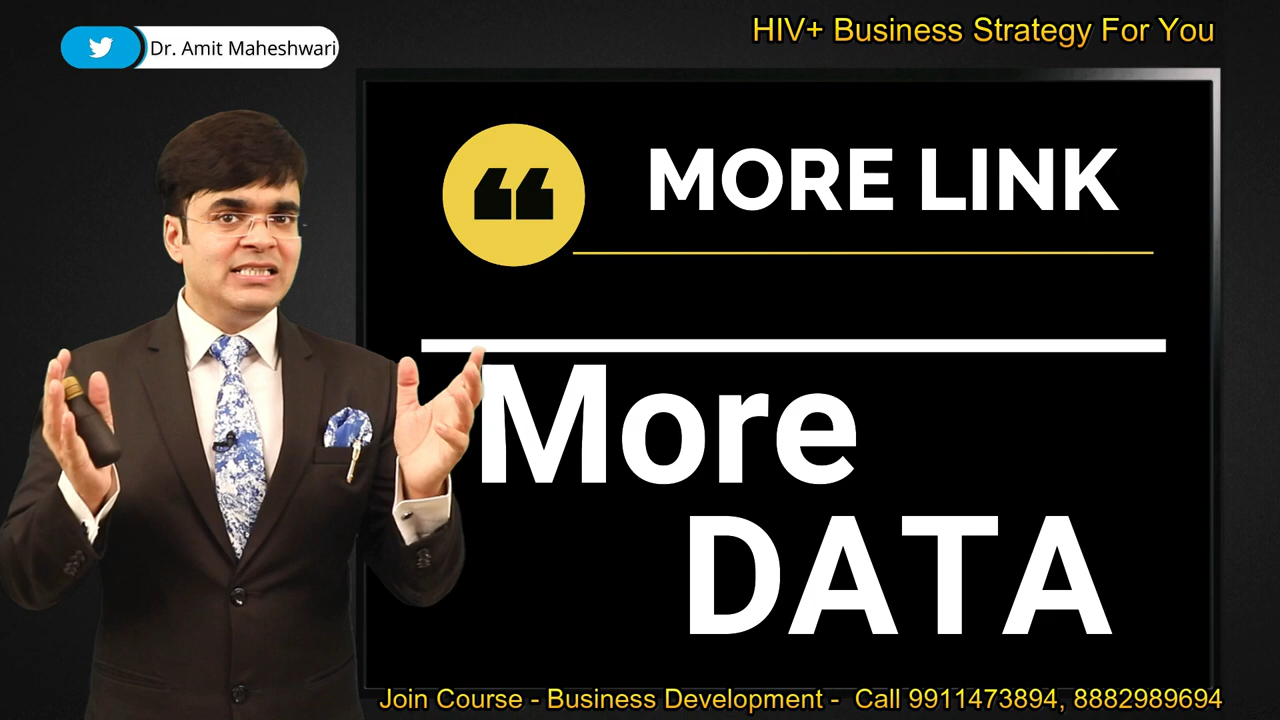 Dr. Amit Maheshwari
HIV+ Business Strategy For You
MORE LINK
More
DATA
Join Course - Business Development - Call 9911473894, 8882989694